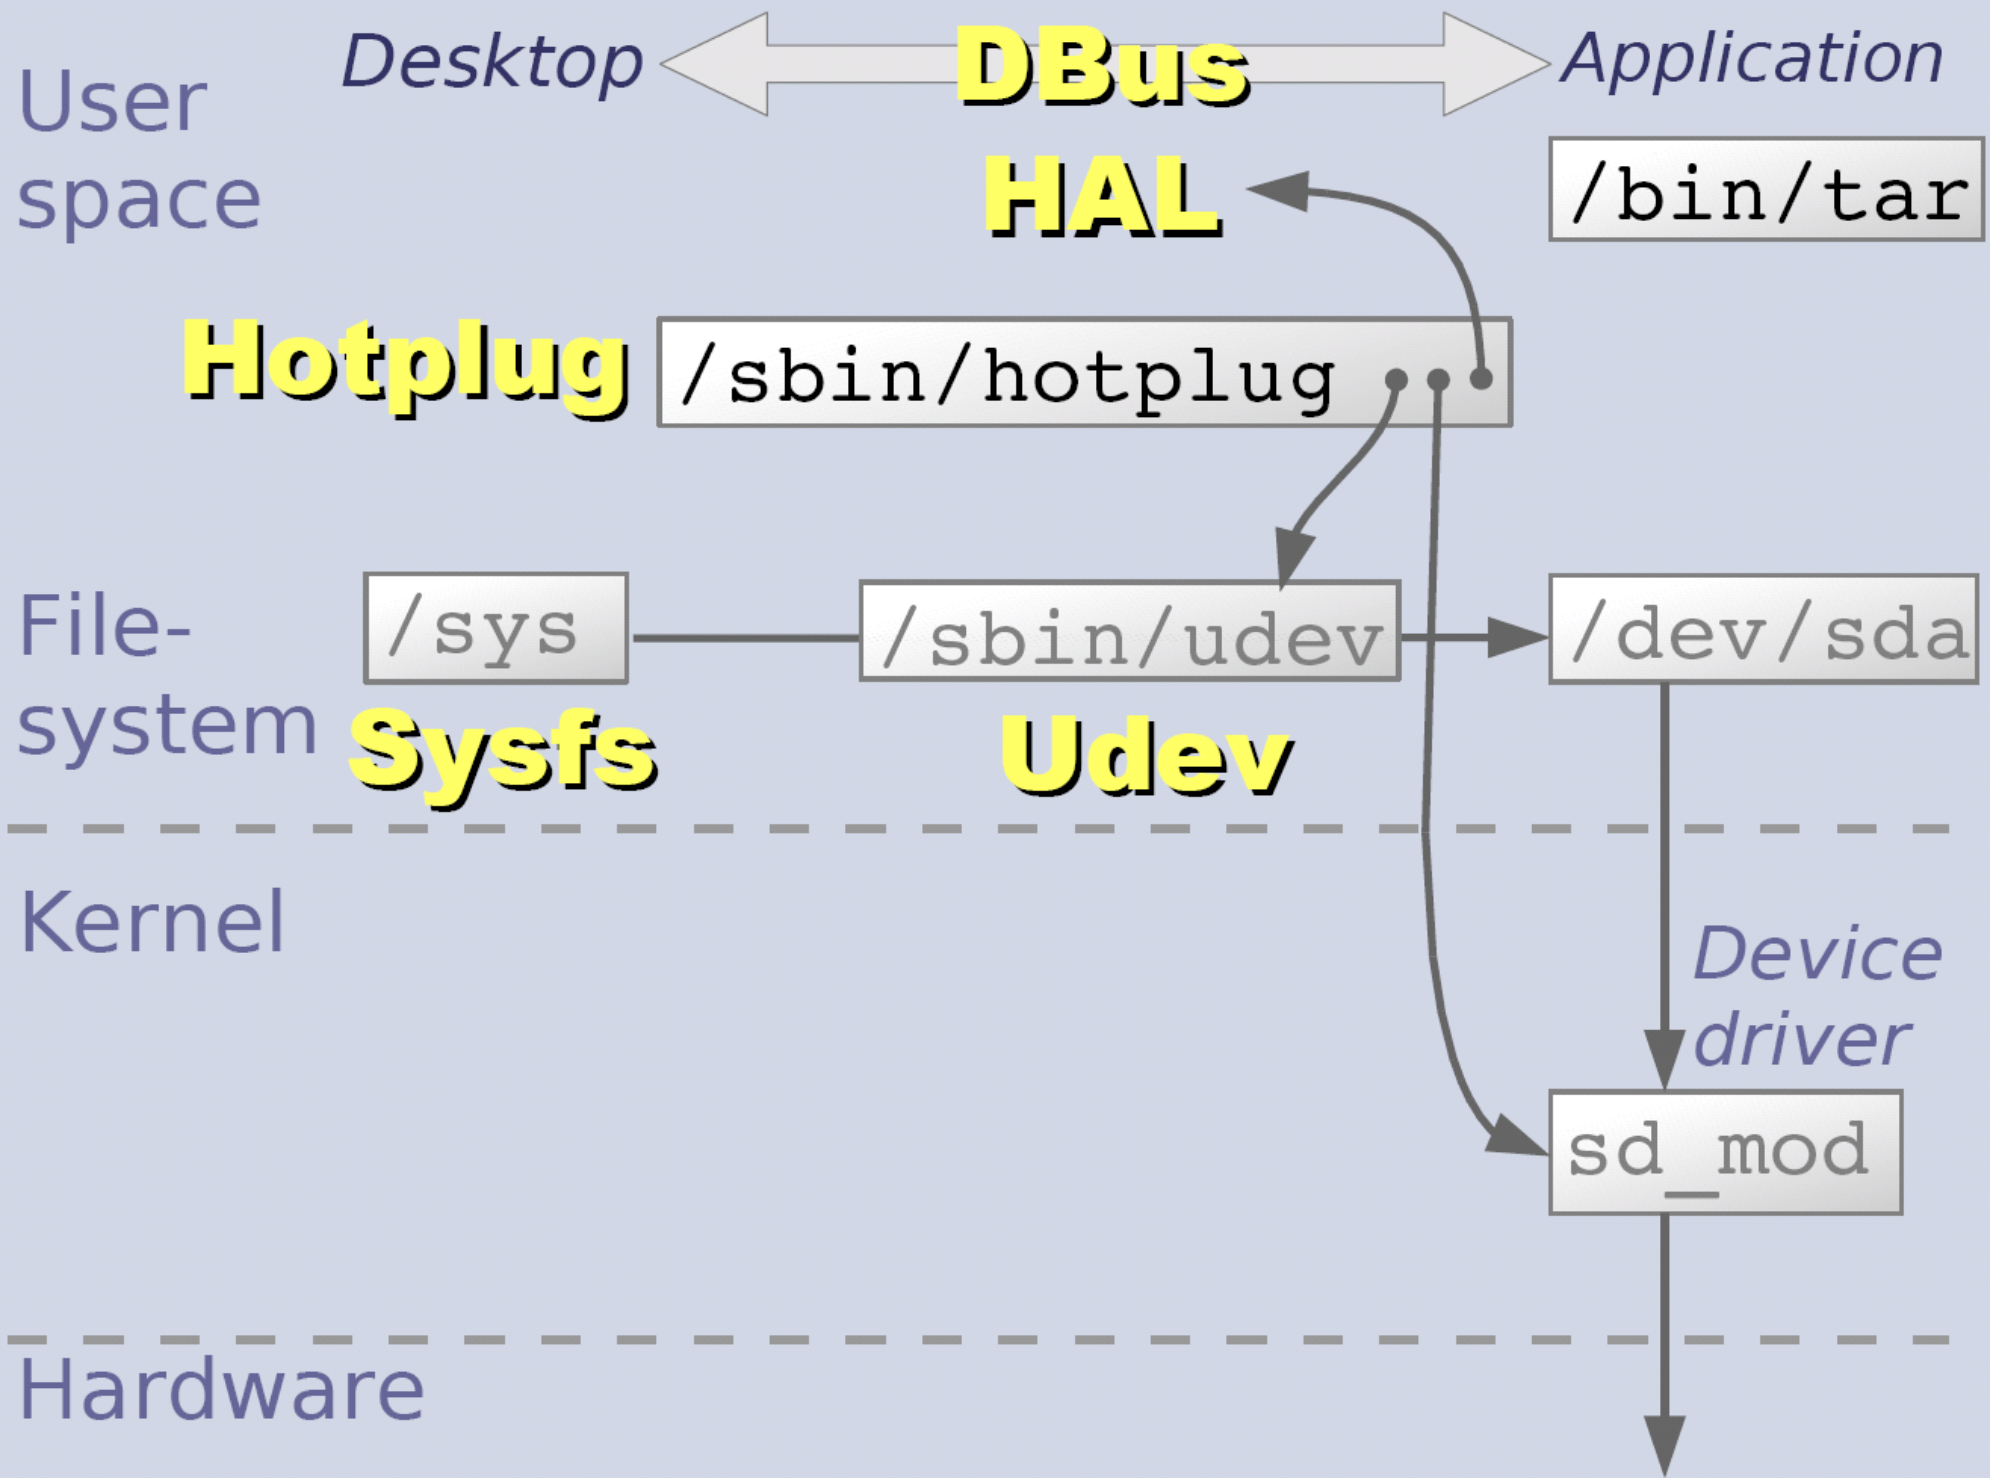 Desktop
DBus
Application
User
space
HAL
/bin/tar
Hotplug
/sbin/hotplug
File-
system
/sys
/sbin/udev
/dev/sda
Sysfs
Udev
Kernel
Device
driver
sd_mod
Hardware